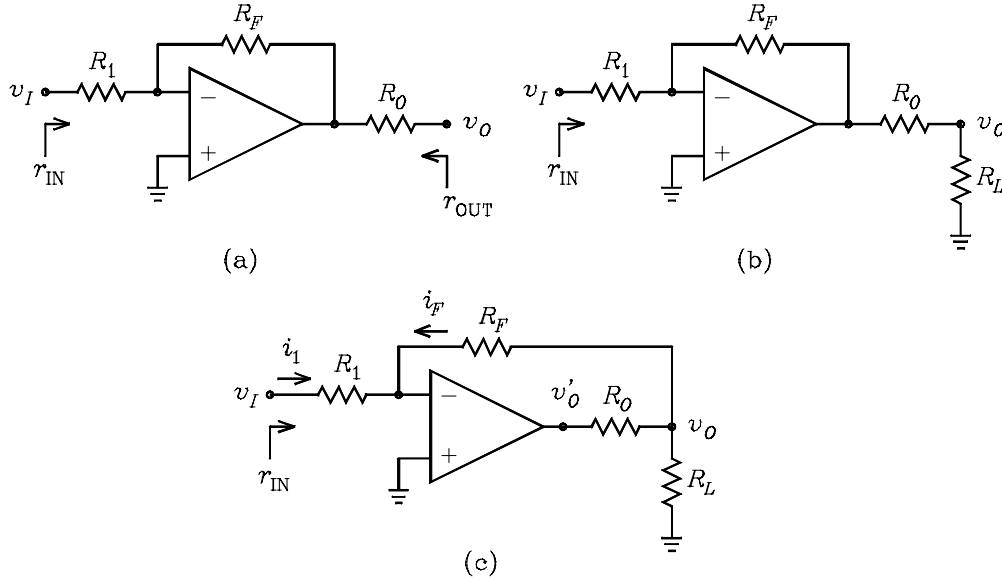 R_F R_F
R_1 R_1
v_I − R_O v_O v_I − R_O v_O
r_IN + r_IN +
r_OUT R_L
(a) (b)
i_F R_F
i_1 R_1
v_I − v'_O R_O v_O
r_IN + R_L
(c)